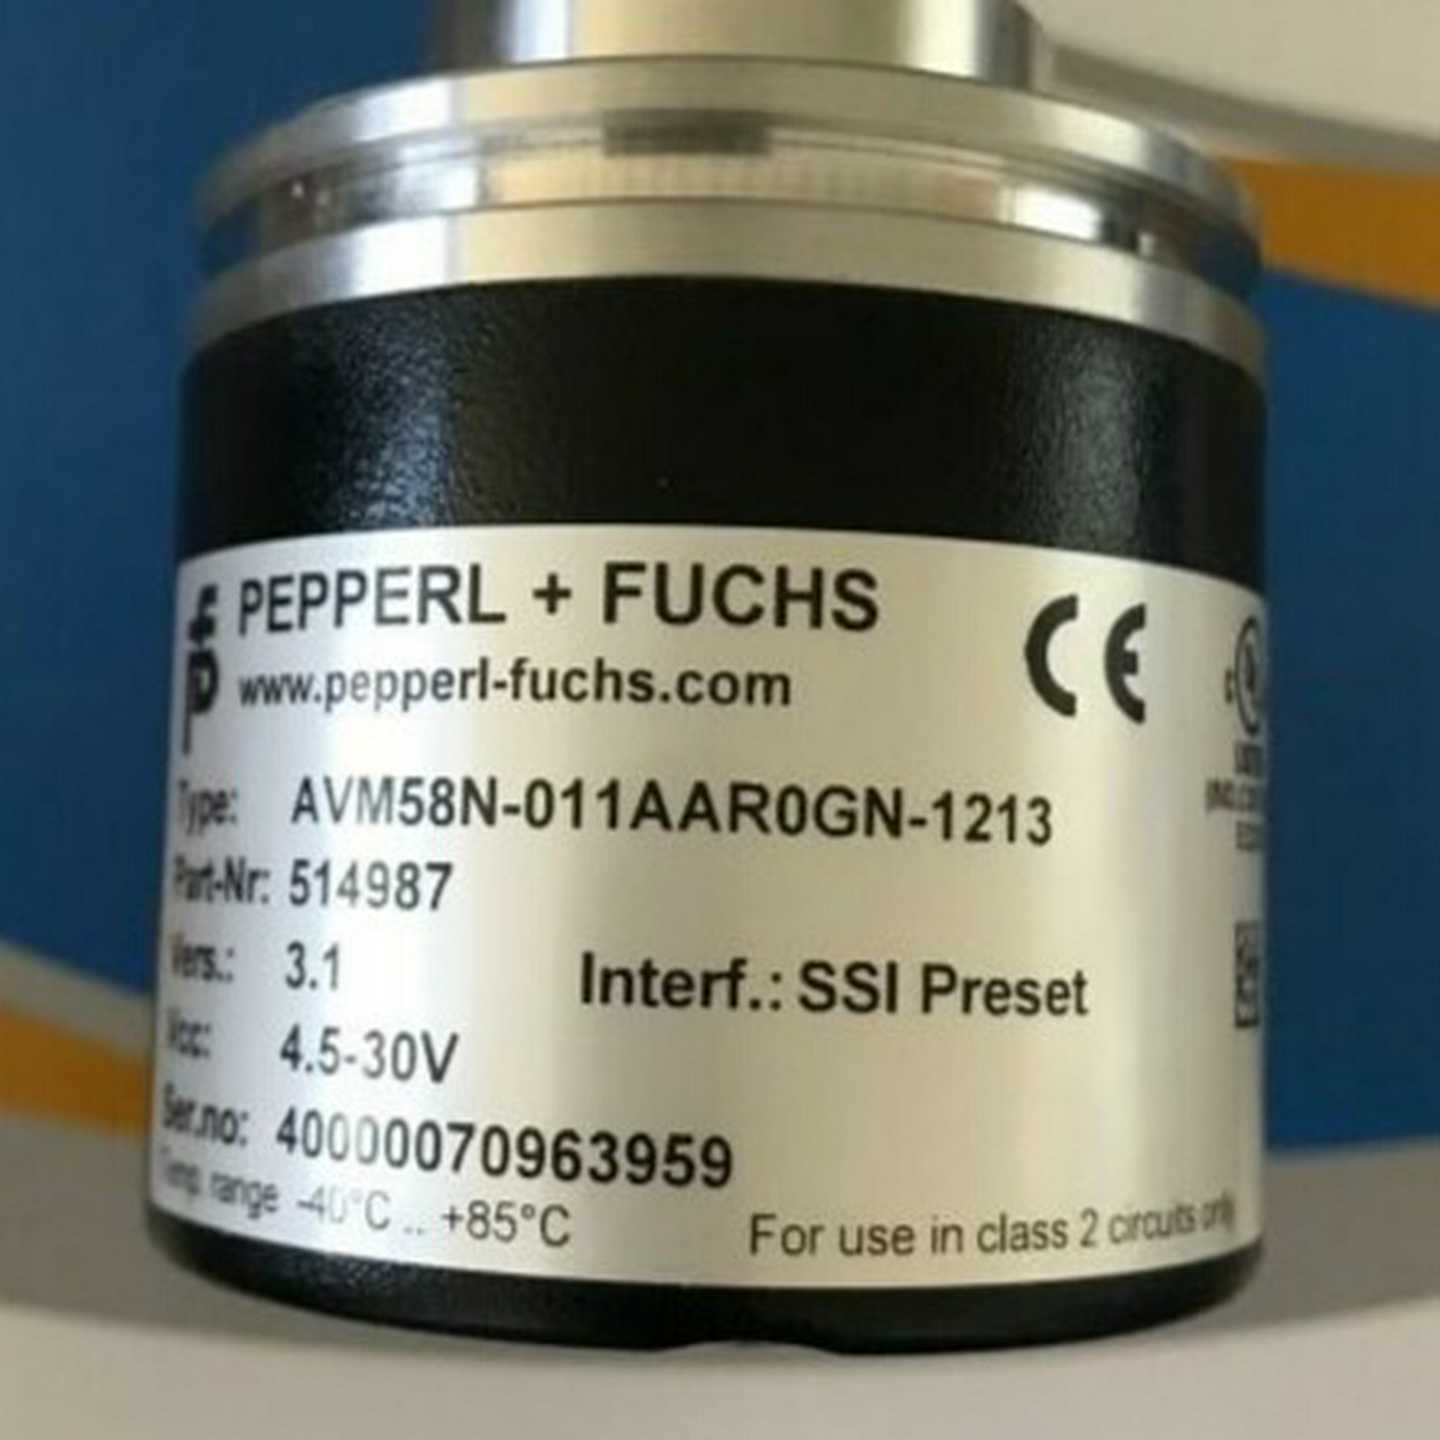 PEPPERL + FUCHS
www.pepperl-fuchs.com
CE
Type: AVM58N-011AAR0GN-1213
Part-Nr: 514987
Vers.: 3.1 Interf.: SSI Preset
Vcc: 4.5-30V
Ser.no: 40000070963959
Temp. range -40°C .. +85°C
For use in class 2 circuits only